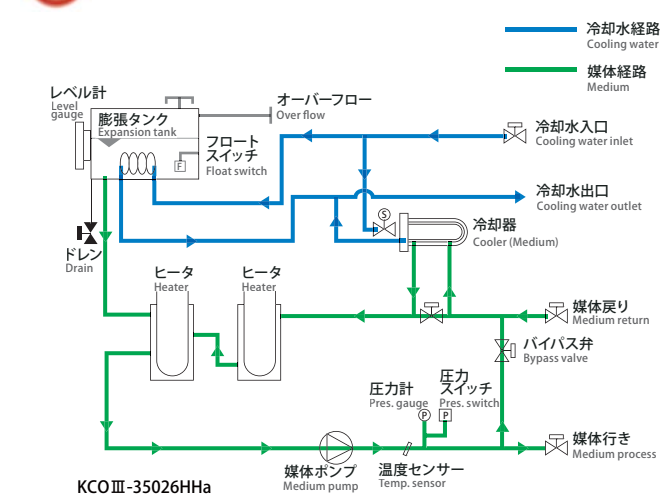 冷却水経路
Cooling water
媒体経路
Medium
レベル計
Level
gauge
膨張タンク
Expansion tank
オーバーフロー
Over flow
フロート
スイッチ
Float switch
F
冷却水入口
Cooling water inlet
冷却水出口
Cooling water outlet
S
冷却器
Cooler (Medium)
ドレン
Drain
ヒータ
Heater
ヒータ
Heater
媒体戻り
Medium return
バイパス弁
Bypass valve
圧力計
Pres. gauge
P
圧力
スイッチ
Pres. switch
P
媒体行き
Medium process
媒体ポンプ
Medium pump
温度センサー
Temp. sensor
KCOⅢ-35026HHa